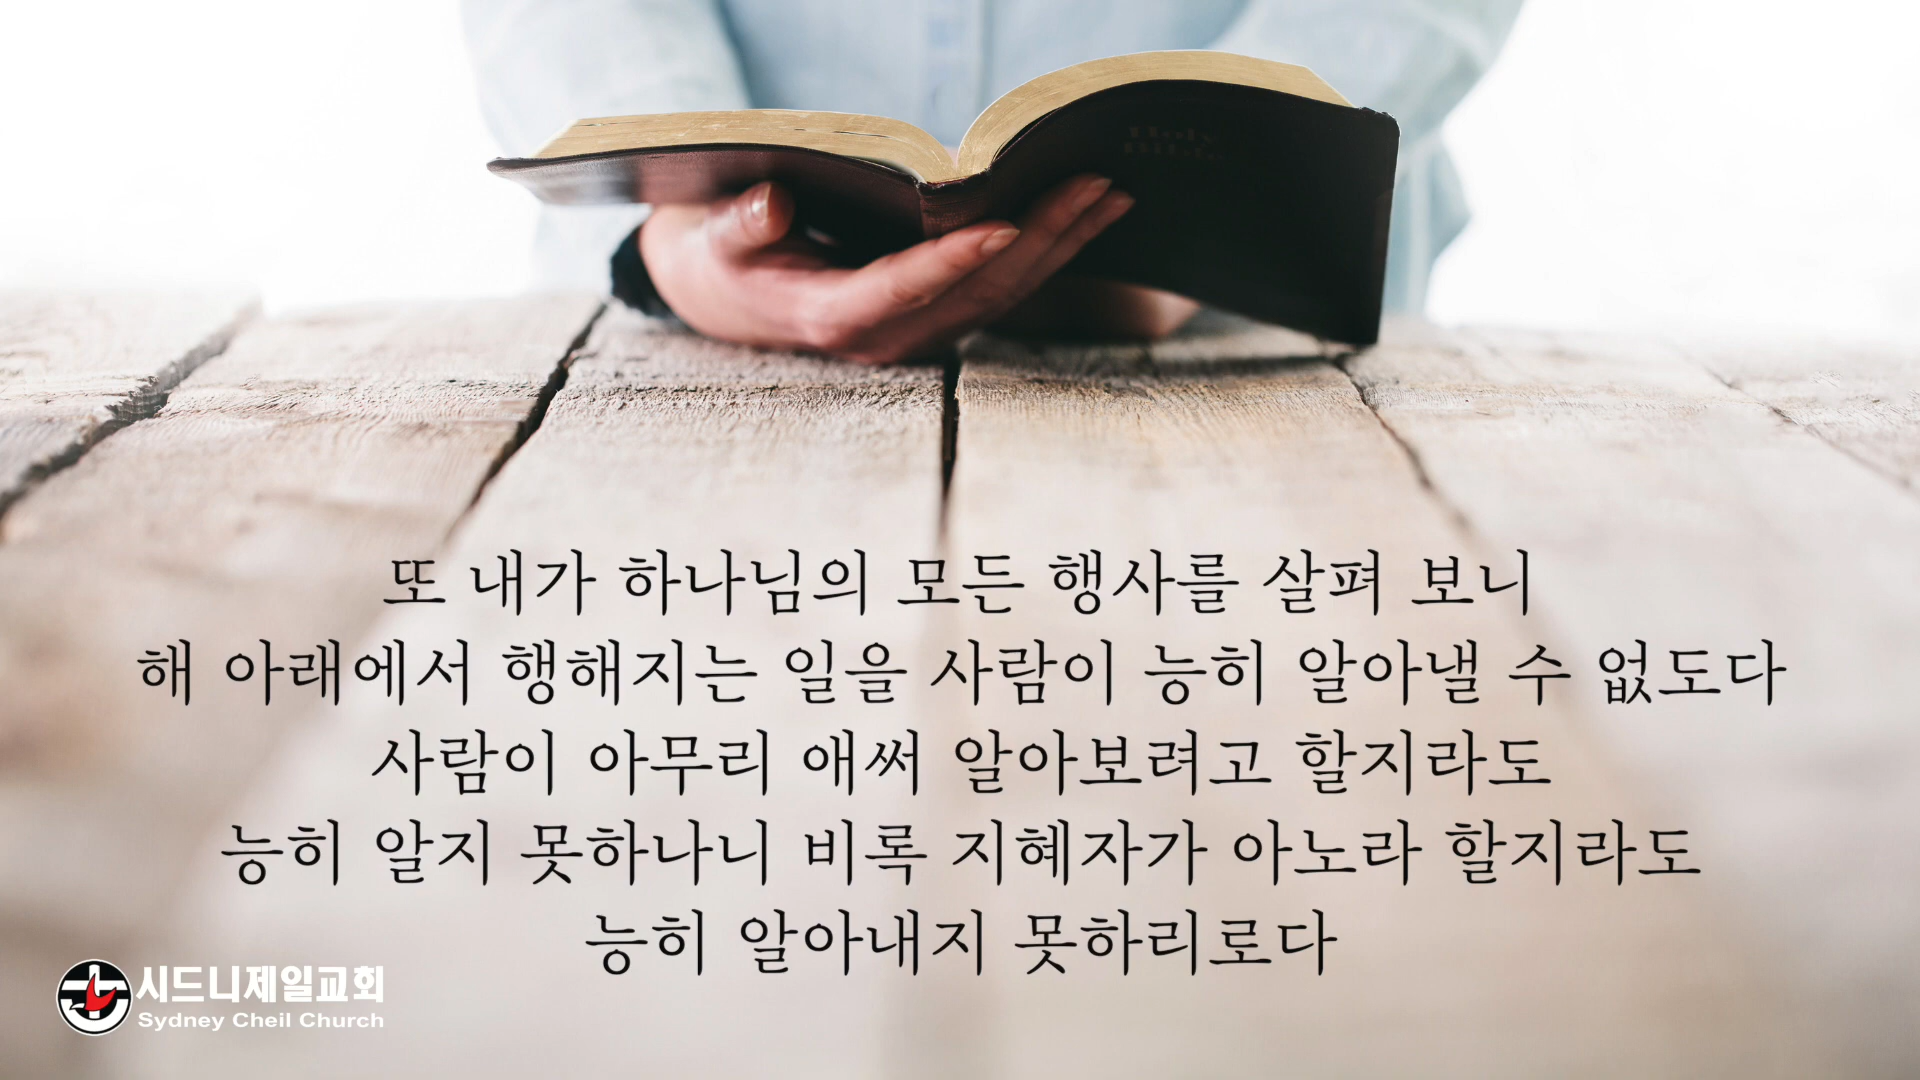 또 내가 하나님의 모든 행사를 살펴 보니
해 아래에서 행해지는 일을 사람이 능히 알아낼 수 없도다
사람이 아무리 애써 알아보려고 할지라도
능히 알지 못하나니 비록 지혜자가 아노라 할지라도
능히 알아내지 못하리로다
시드니제일교회
Sydney Cheil Church